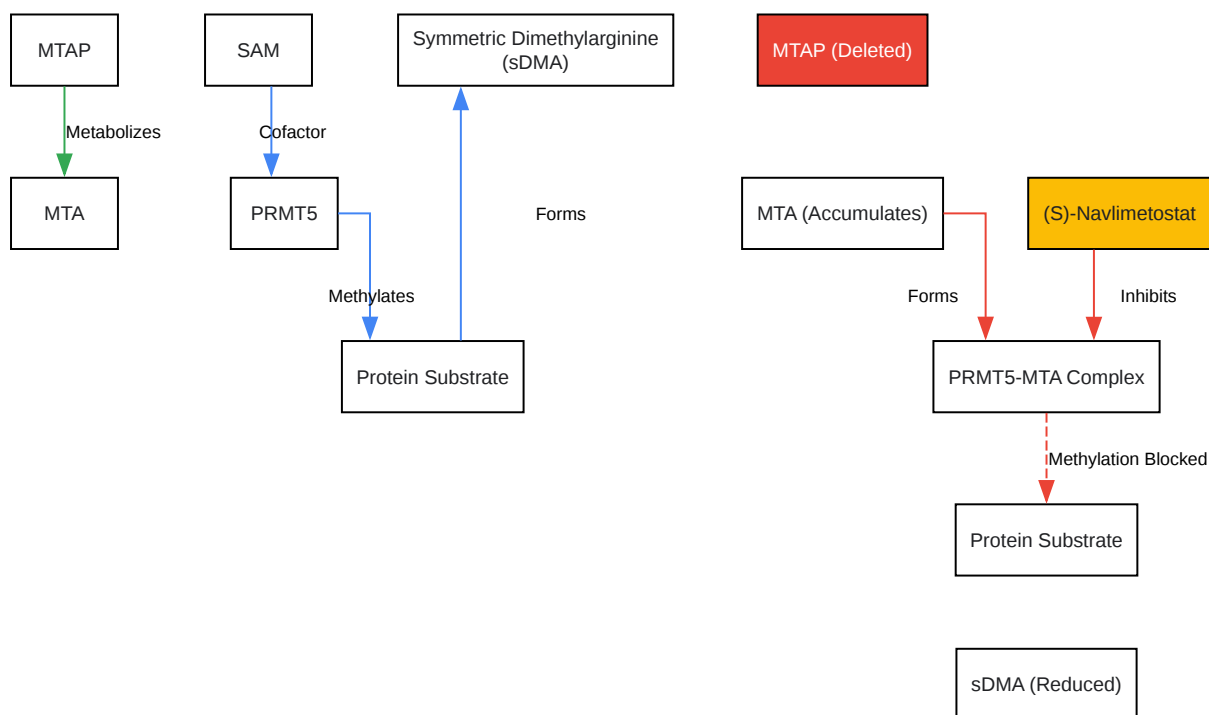 MTAP
SAM
Symmetric Dimethylarginine
(sDMA)
MTAP (Deleted)
Metabolizes
Cofactor
MTA
PRMT5
Forms
MTA (Accumulates)
(S)-Navlimetostat
Methylates
Forms
Inhibits
Protein Substrate
PRMT5-MTA Complex
Methylation Blocked
Protein Substrate
sDMA (Reduced)